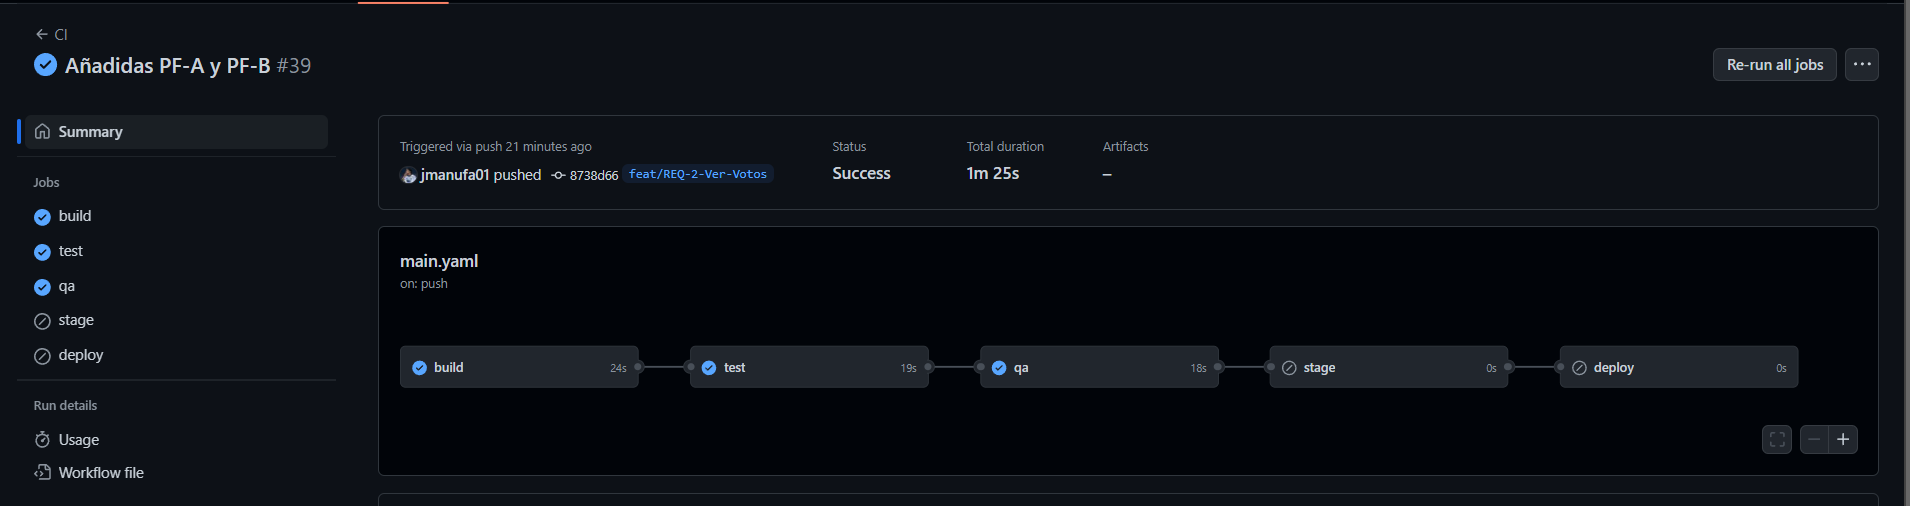 CI
Añadidas PF-A y PF-B #39
Re-run all jobs
Summary
Jobs
build
test
qa
stage
deploy
Run details
Usage
Workflow file
Triggered via push 21 minutes ago
jmanufa01 pushed 8738d66 feat/REQ-2-Ver-Votos
Status
Success
Total duration
1m 25s
Artifacts
–
main.yaml
on: push
build 24s
test 19s
qa 18s
stage 0s
deploy 0s